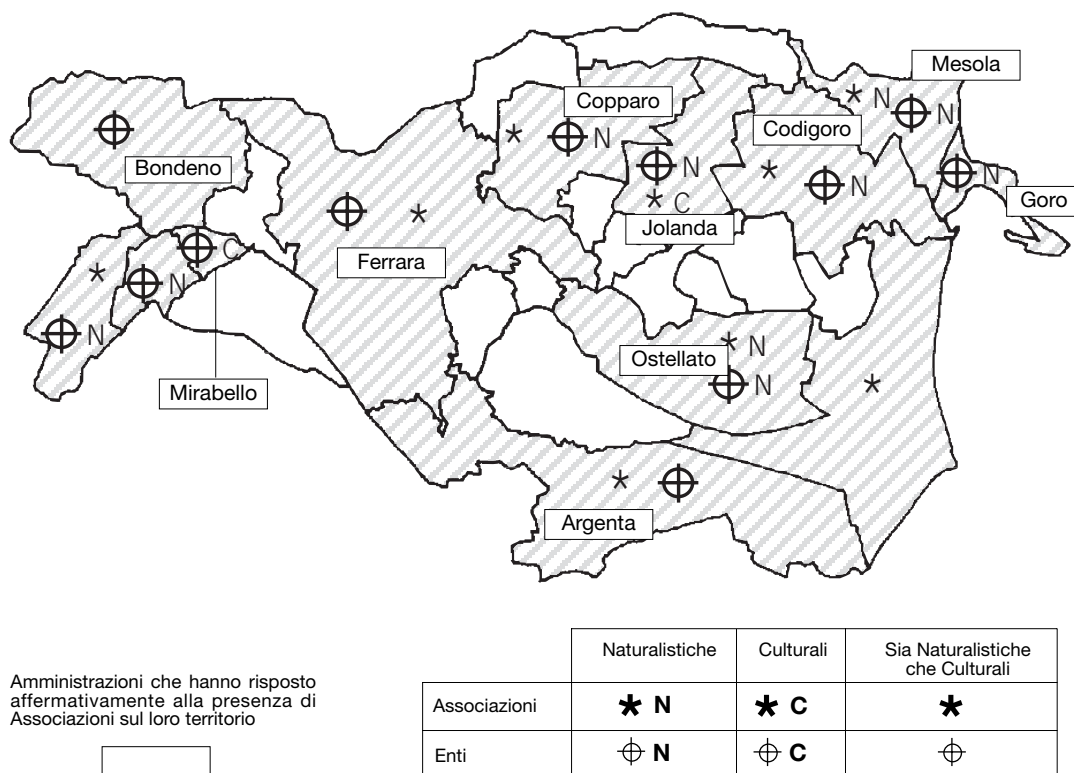 Mesola
Copparo
N
N
N
Codigoro
Bondeno
N
N
N
N
C
Goro
Jolanda
Ferrara
C
N
N
Ostellato
N
N
Mirabello
Argenta
Amministrazioni che hanno risposto
affermativamente alla presenza di
Associazioni sul loro territorio
Naturalistiche
Culturali
Sia Naturalistiche
che Culturali
Associazioni
* N
* C
*
Enti
N
C